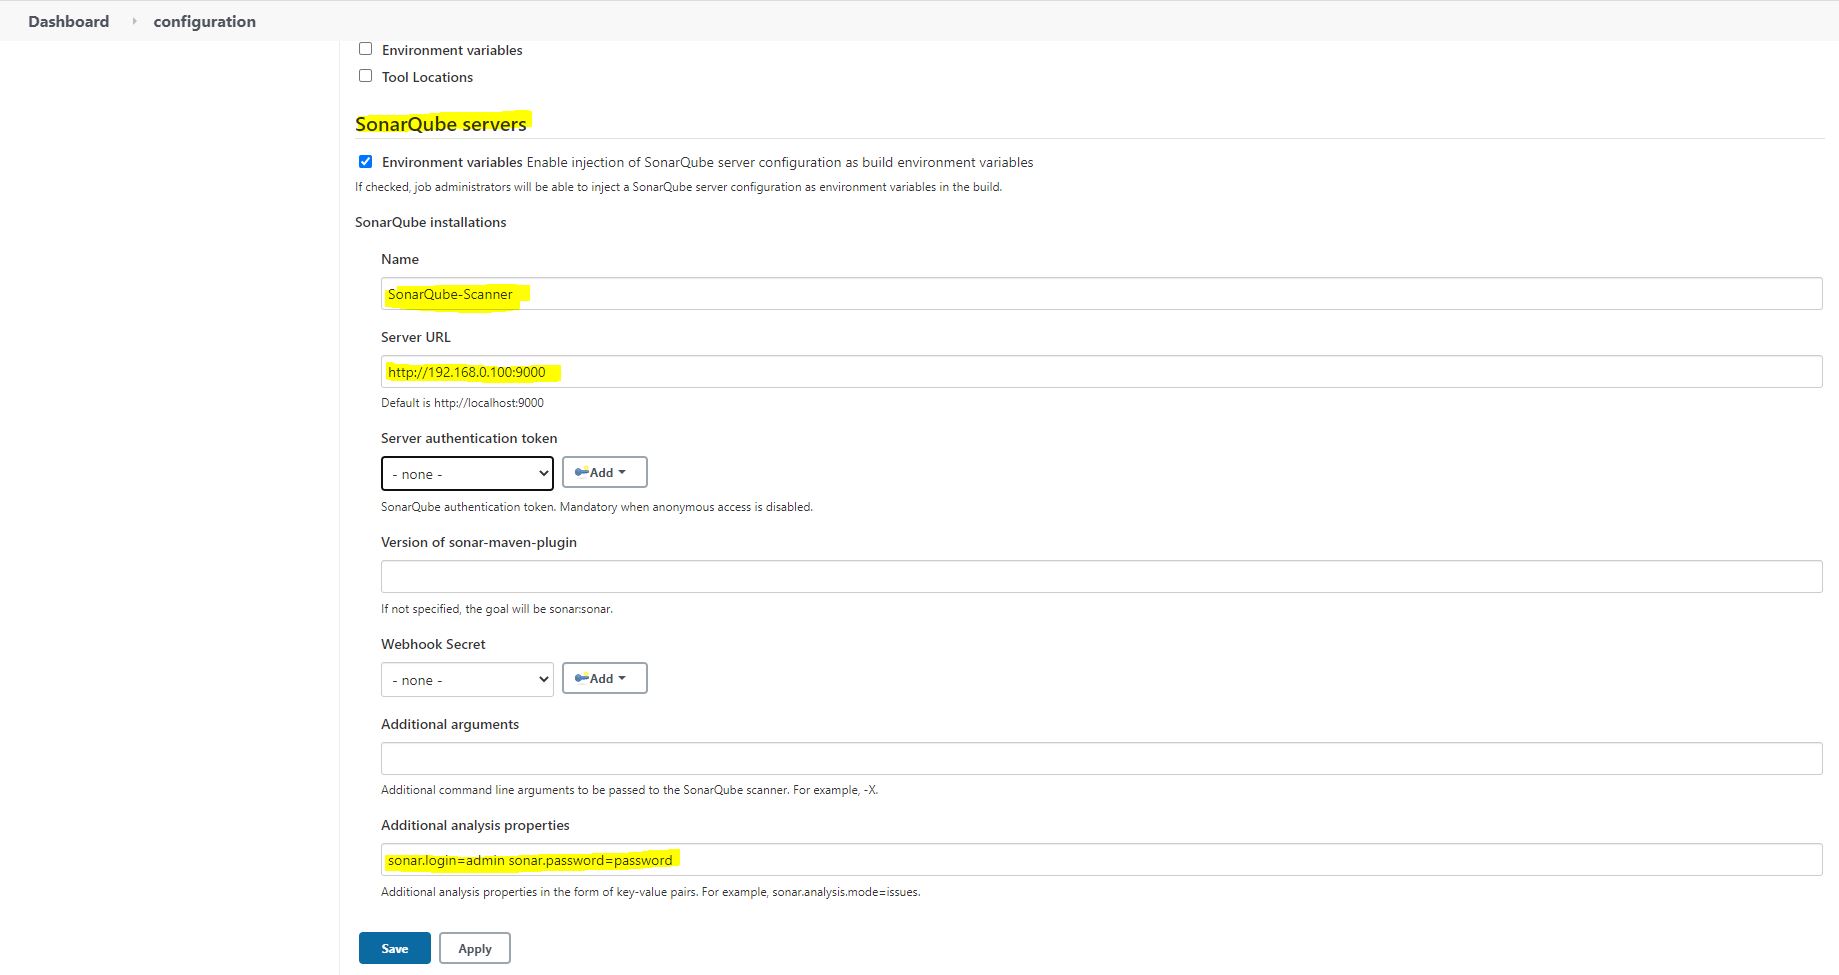 Dashboard configuration
Environment variables
Tool Locations
SonarQube servers
Environment variables Enable injection of SonarQube server configuration as build environment variables
If checked, job administrators will be able to inject a SonarQube server configuration as environment variables in the build.
SonarQube installations
Name
SonarQube-Scanner
Server URL
http://192.168.0.100:9000
Default is http://localhost:9000
Server authentication token
- none - Add
SonarQube authentication token. Mandatory when anonymous access is disabled.
Version of sonar-maven-plugin
If not specified, the goal will be sonar:sonar.
Webhook Secret
- none - Add
Additional arguments
Additional command line arguments to be passed to the SonarQube scanner. For example, -X.
Additional analysis properties
sonar.login=admin sonar.password=password
Additional analysis properties in the form of key-value pairs. For example, sonar.analysis.mode=issues.
Save Apply